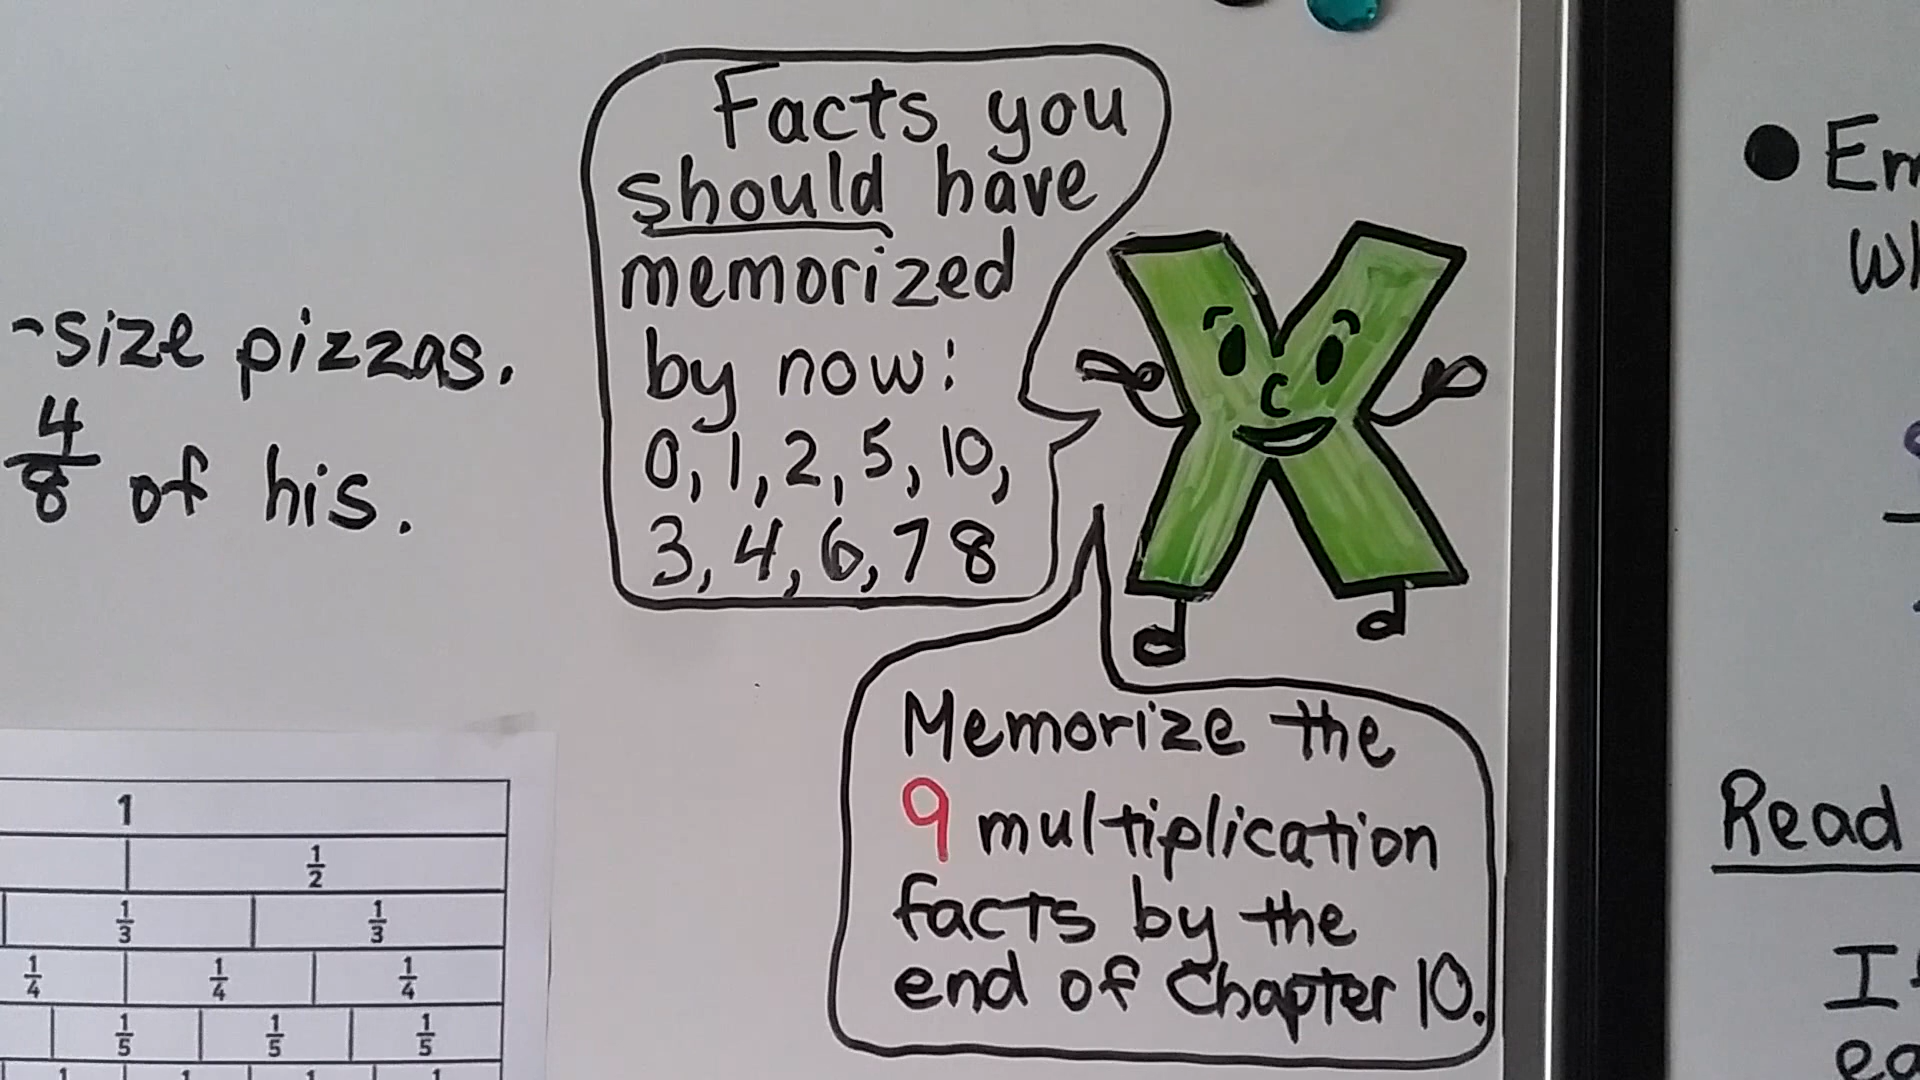 -size pizzas.
4/8 of his.
Facts you
should have
memorized
by now:
0, 1, 2, 5, 10,
3, 4, 6, 7 8
Memorize the
9 multiplication
facts by the
end of Chapter 10.
1
1/2
1/3 1/3
1/4 1/4 1/4
1/5 1/5 1/5
Read